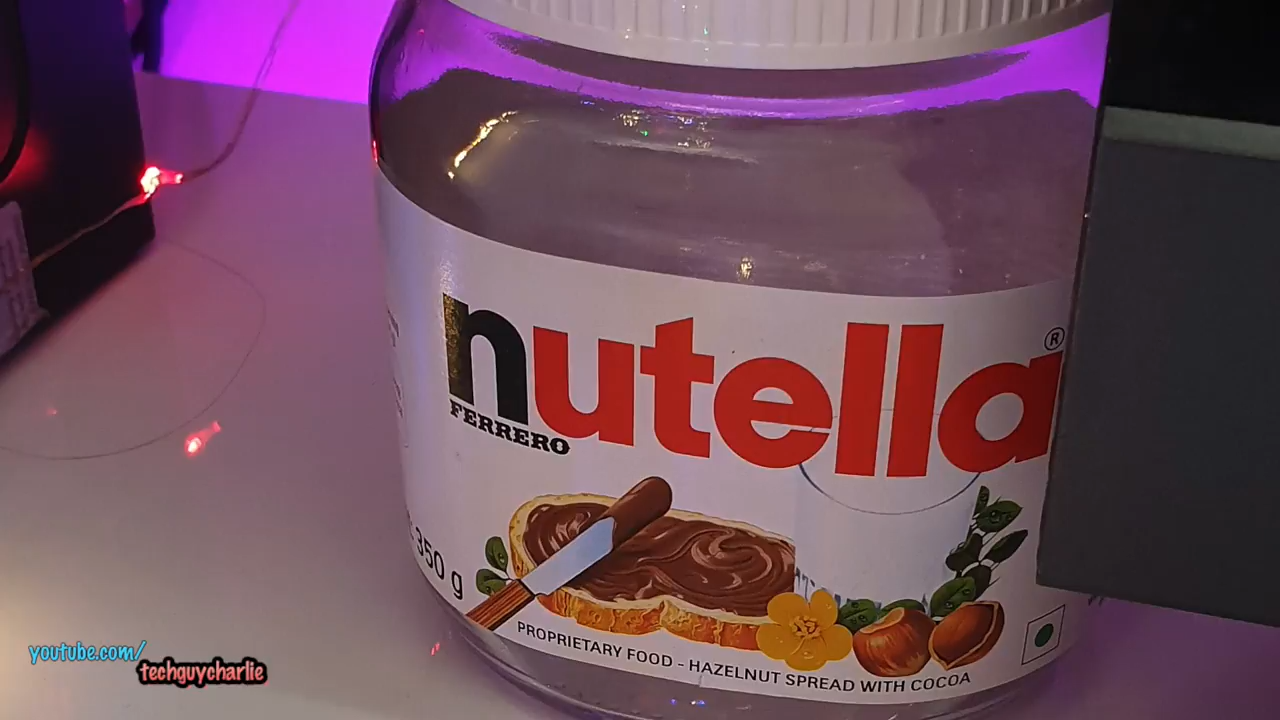 nutella ®
FERRERO
350 g
PROPRIETARY FOOD - HAZELNUT SPREAD WITH COCOA
youtube.com/
techguycharlie